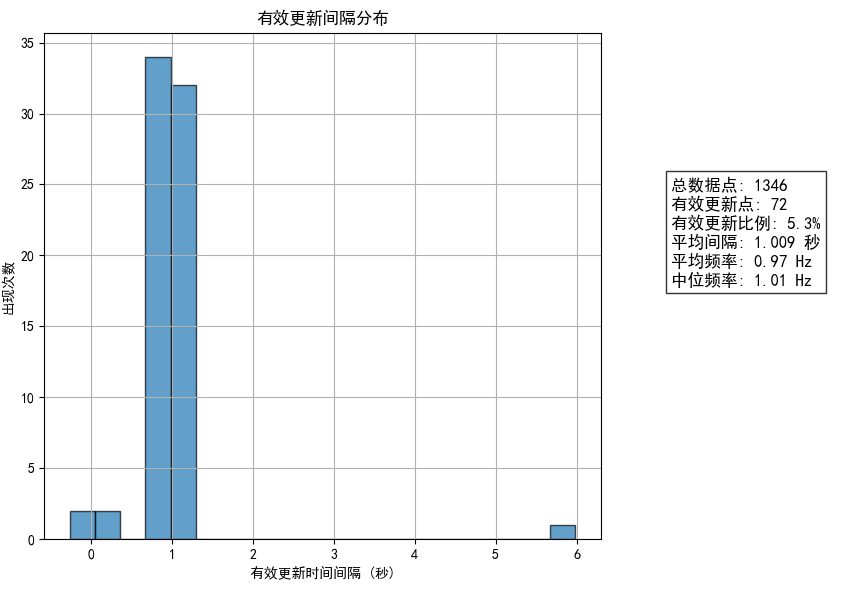 有效更新间隔分布
35
30
25
20
15
10
5
0
出现次数
0 1 2 3 4 5 6
有效更新时间间隔 (秒)
总数据点: 1346
有效更新点: 72
有效更新比例: 5.3%
平均间隔: 1.009 秒
平均频率: 0.97 Hz
中位频率: 1.01 Hz